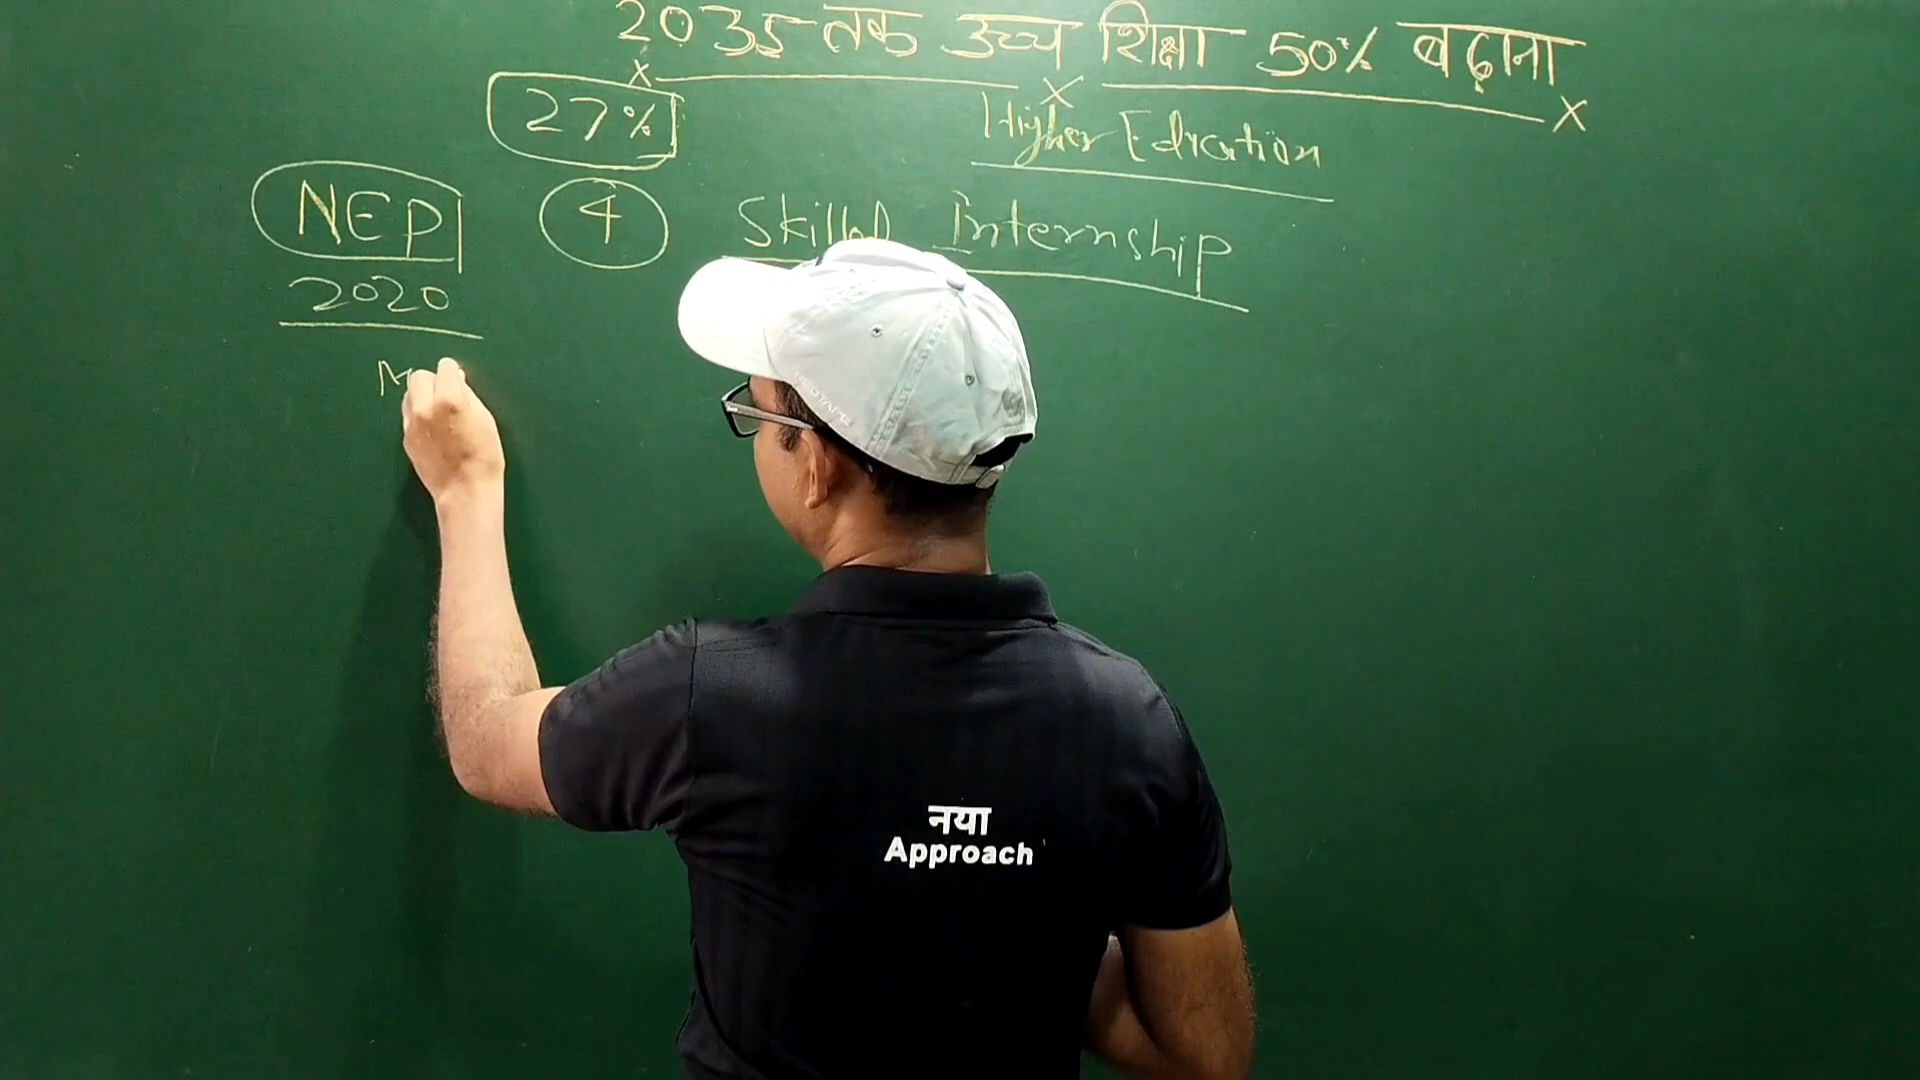 2035 तक उच्च शिक्षा 50% बढ़ाना
27%
Higher Education
NEP 4 Skilled Internship
2020
M
नया
Approach